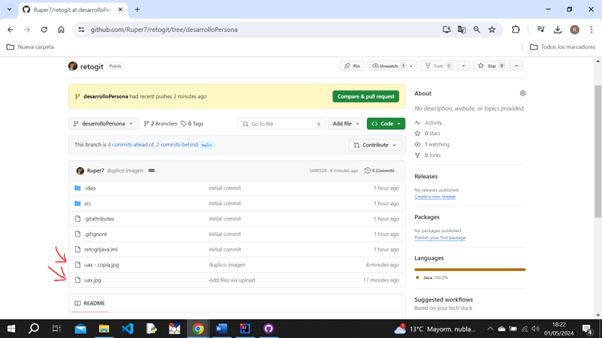 Ruper7/retogit at desarrolloPers
github.com/Ruper7/retogit/tree/desarrolloPersona
Nueva carpeta
Todos los marcadores
retogit Public
Pin
Unwatch 1
Fork 0
Star 0
desarrolloPersona had recent pushes 2 minutes ago
Compare & pull request
desarrolloPersona
2 Branches
0 Tags
Go to file
t
Add file
Code
This branch is 4 commits ahead of, 2 commits behind main.
Contribute
Ruper7 duplico imagen
4 minutes ago
5 Commits
.idea Initial commit 1 hour ago
src Initial commit 1 hour ago
.gitattributes Initial commit 1 hour ago
.gitignore Initial commit 1 hour ago
retogitjava.iml Initial commit 1 hour ago
uax - copia.jpg duplico imagen 4 minutes ago
uax.jpg Add files via upload 17 minutes ago
README
About
No description, website, or topics provided.
Activity
0 stars
1 watching
0 forks
Releases
No releases published
Create a new release
Packages
No packages published
Publish your first package
Languages
Java 100.0%
Suggested workflows
Based on your tech stack
13°C Mayorm. nubla...
18:22
01/05/2024